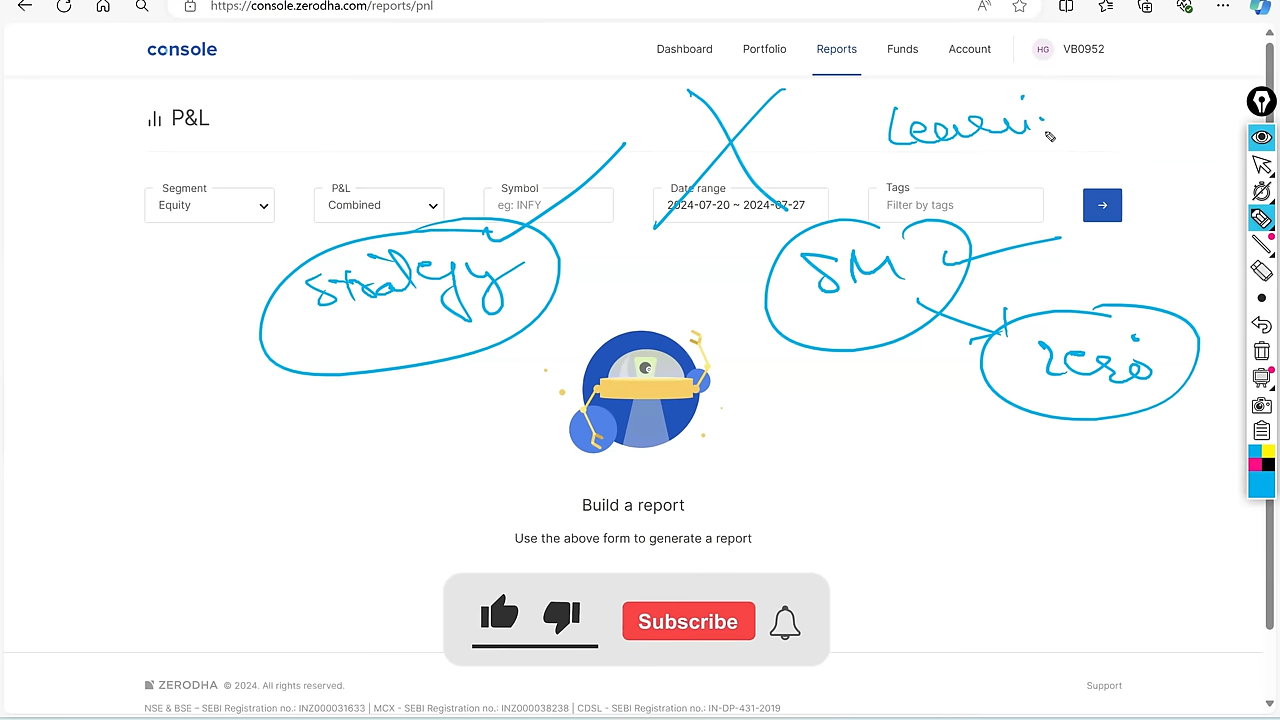 https://console.zerodha.com/reports/pnl
console
Dashboard Portfolio Reports Funds Account HG VB0952
P&L
Learni
Segment P&L Symbol Date range Tags
Equity Combined eg: INFY 2024-07-20 ~ 2024-07-27 Filter by tags
Strategy SM
zero
Build a report
Use the above form to generate a report
Subscribe
ZERODHA © 2024. All rights reserved. Support
NSE & BSE – SEBI Registration no.: INZ000031633 | MCX - SEBI Registration no.: INZ000038238 | CDSL - SEBI Registration no.: IN-DP-431-2019